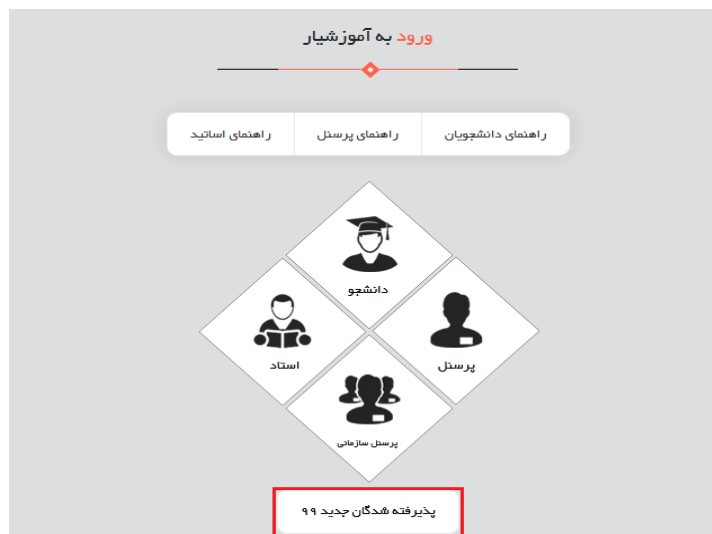 ورود به آموزشیار
راهنمای دانشجویان
راهنمای پرسنل
راهنمای اساتید
دانشجو
پرسنل
استاد
پرسنل سازمانی
پذیرفته شدگان جدید ۹۹